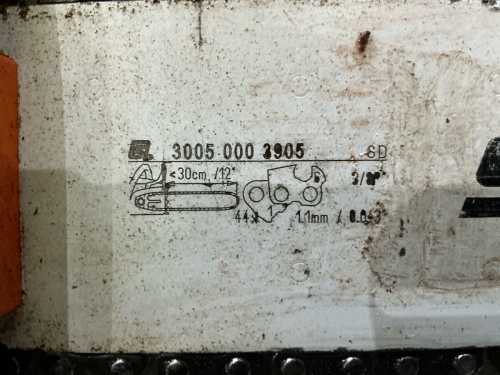 3005 000 3905
< 30cm /12"
3/8"
44 1.1mm / 0.043"